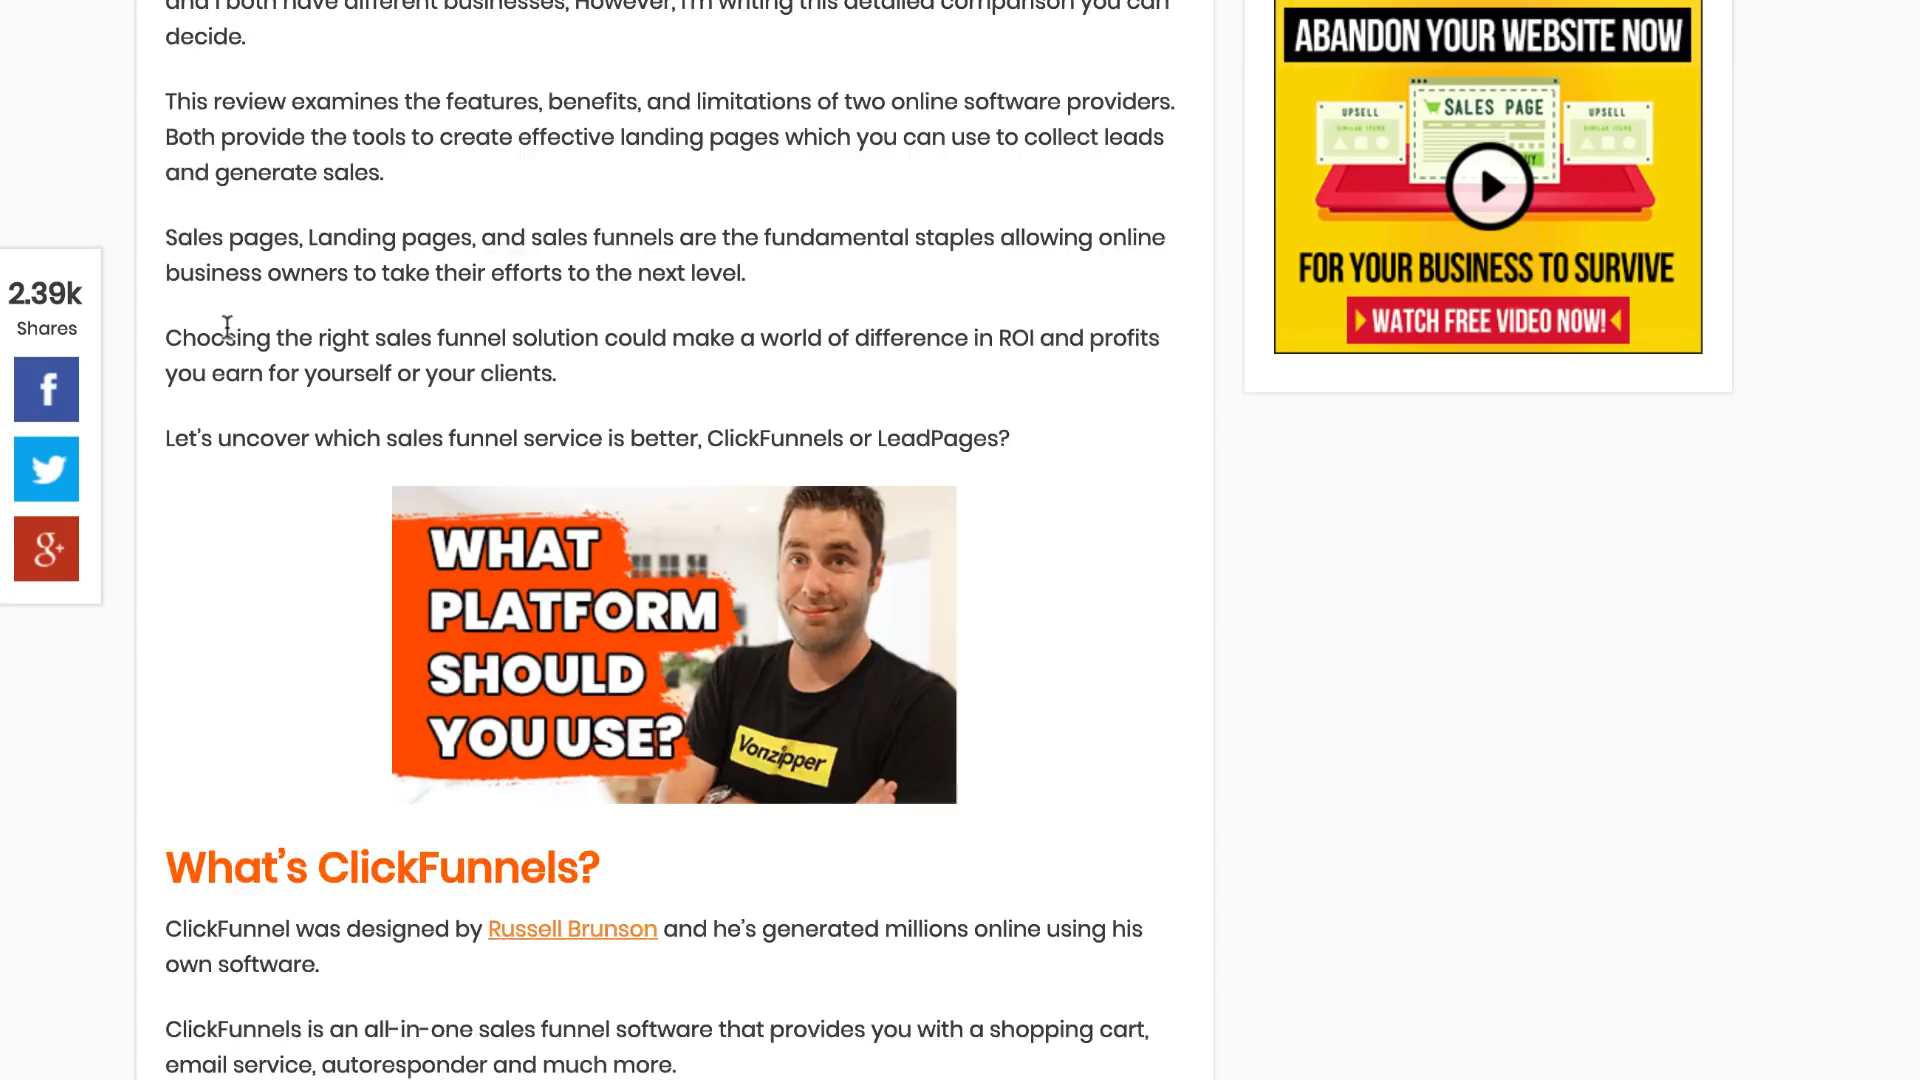 and I both have different businesses, However, I'm writing this detailed comparison you can
decide.
This review examines the features, benefits, and limitations of two online software providers.
Both provide the tools to create effective landing pages which you can use to collect leads
and generate sales.
Sales pages, Landing pages, and sales funnels are the fundamental staples allowing online
business owners to take their efforts to the next level.
Choosing the right sales funnel solution could make a world of difference in ROI and profits
you earn for yourself or your clients.
Let's uncover which sales funnel service is better, ClickFunnels or LeadPages?
WHAT
PLATFORM
SHOULD
YOU USE?
Vonzipper
What's ClickFunnels?
ClickFunnel was designed by Russell Brunson and he's generated millions online using his
own software.
ClickFunnels is an all-in-one sales funnel software that provides you with a shopping cart,
email service, autoresponder and much more.
2.39k
Shares
f
g+
ABANDON YOUR WEBSITE NOW
UPSELL
SIMILAR ITEMS
SALES PAGE
UPSELL
SIMILAR ITEMS
FOR YOUR BUSINESS TO SURVIVE
WATCH FREE VIDEO NOW!